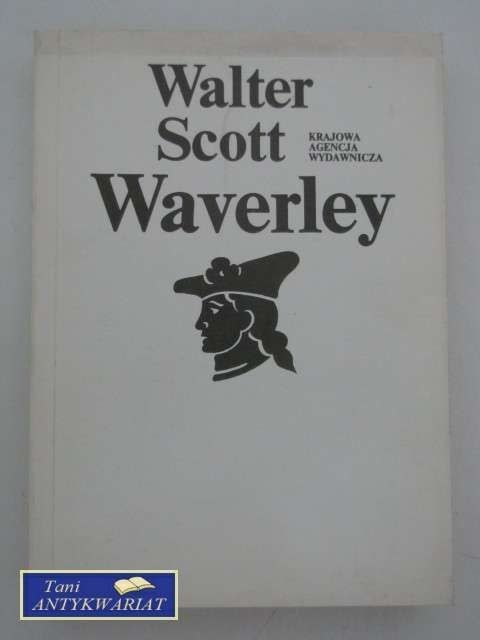 Walter
Scott
KRAJOWA
AGENCJA
WYDAWNICZA
Waverley
Tani
ANTYKWARIAT